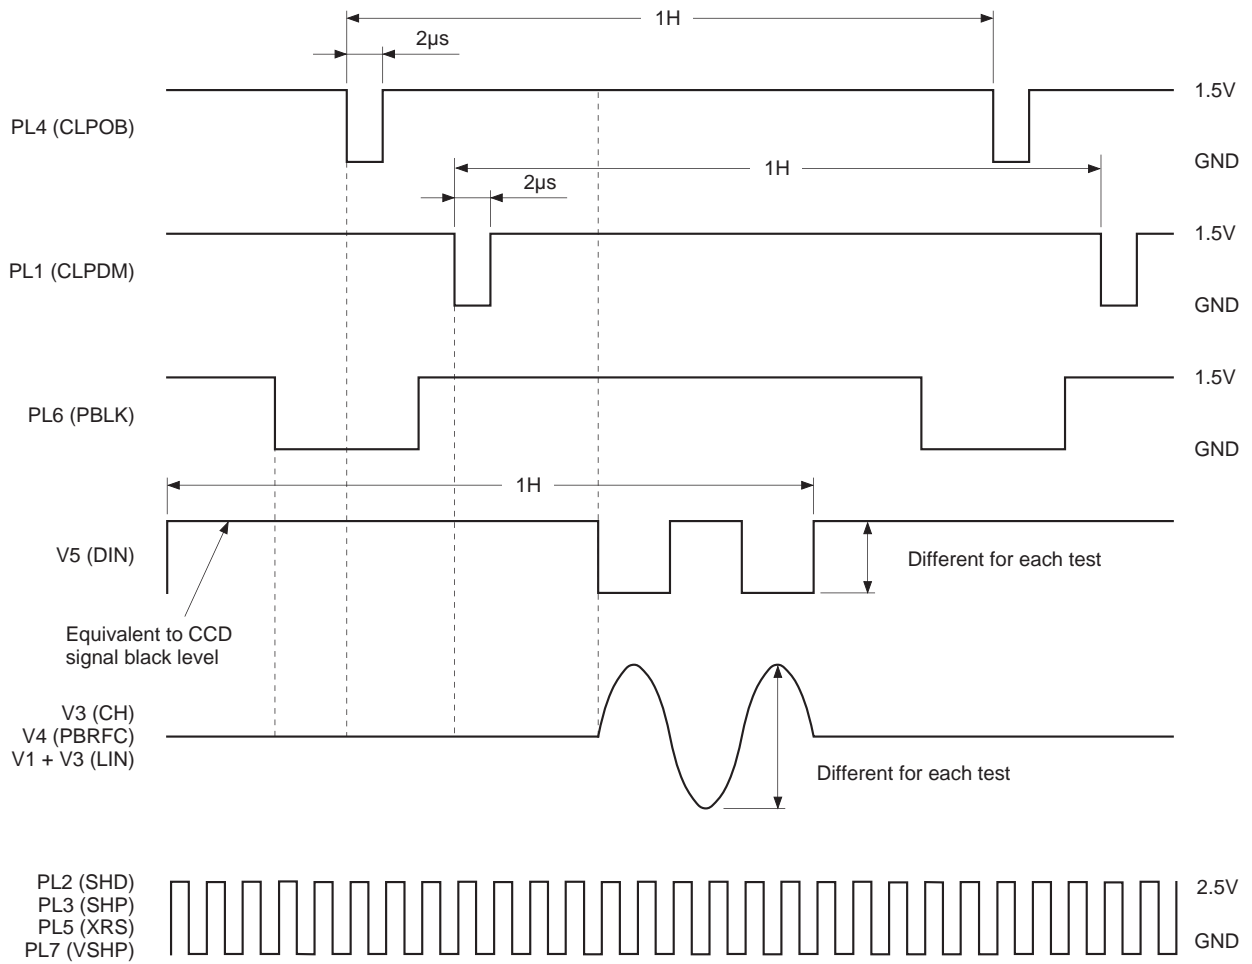 1H
2µs
1.5V
PL4 (CLPOB)
GND
1H
2µs
1.5V
PL1 (CLPDM)
GND
1.5V
PL6 (PBLK)
GND
1H
V5 (DIN)
Different for each test
Equivalent to CCD
signal black level
V3 (CH)
V4 (PBRFC)
V1 + V3 (LIN)
Different for each test
PL2 (SHD)
PL3 (SHP)
PL5 (XRS)
PL7 (VSHP)
2.5V
GND